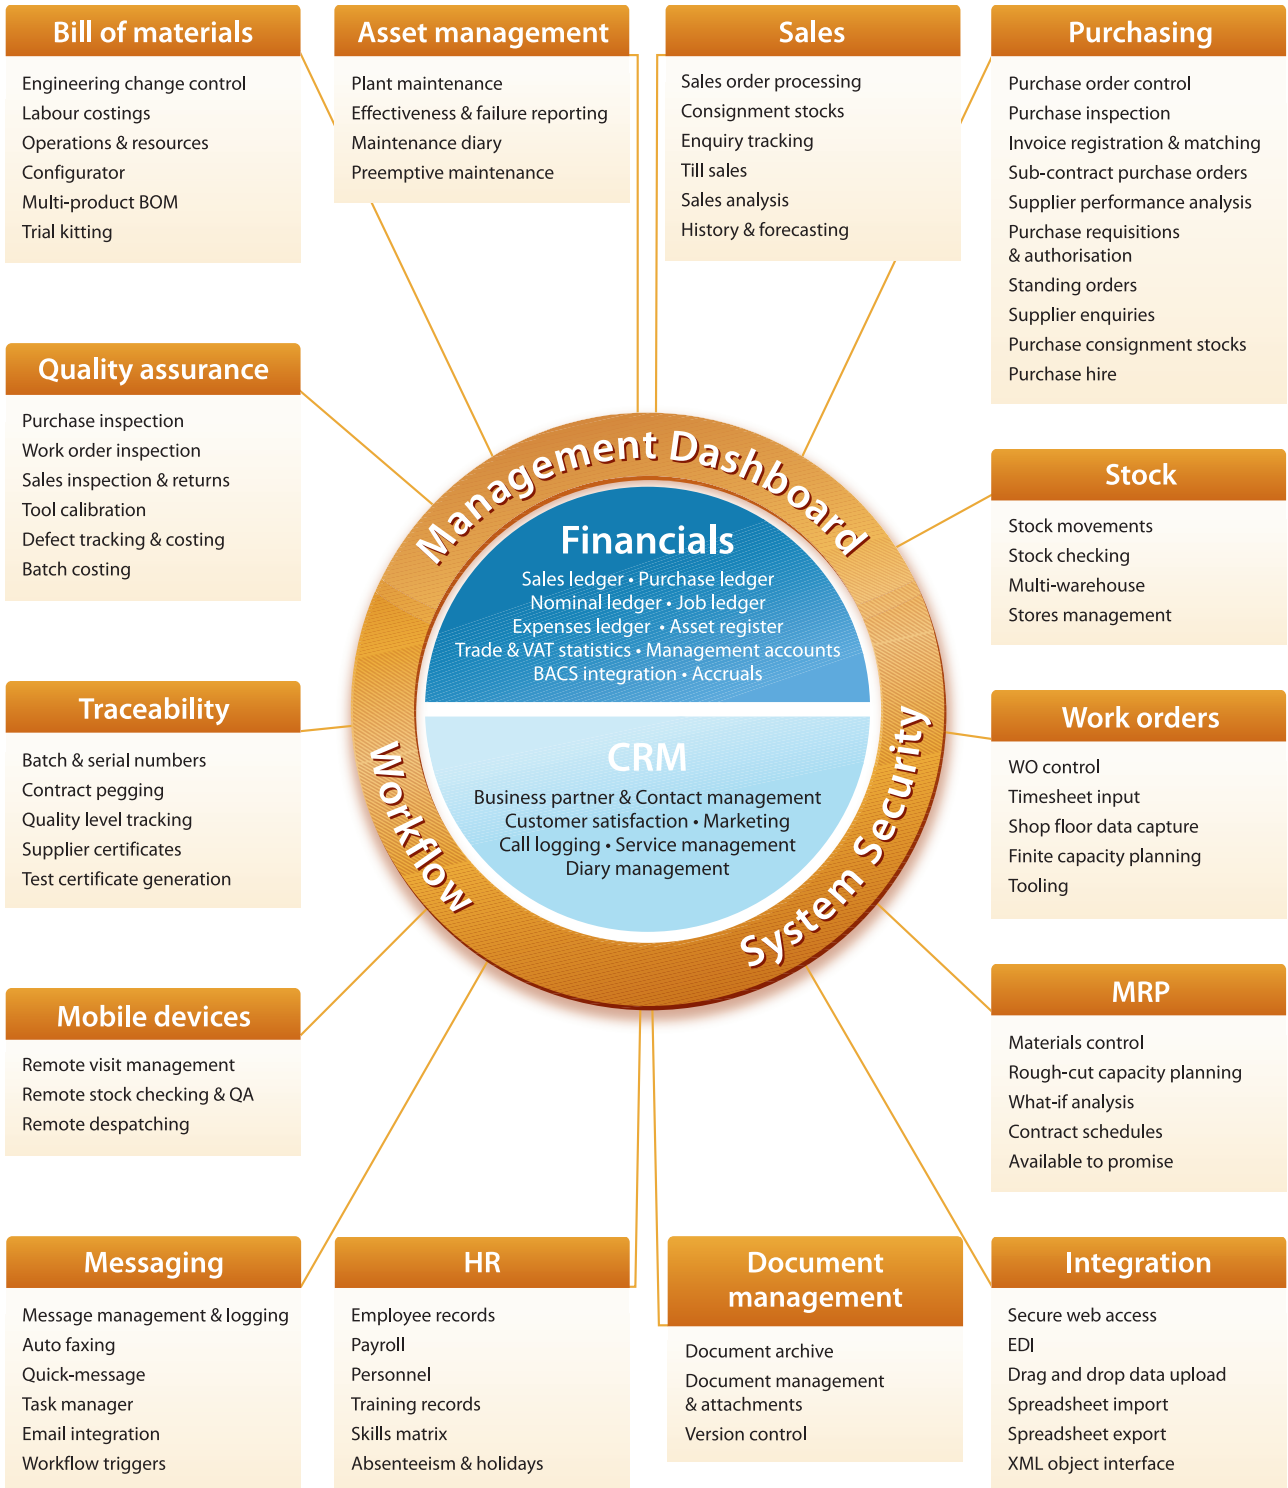 Bill of materials
Engineering change control
Labour costings
Operations & resources
Configurator
Multi-product BOM
Trial kitting
Asset management
Plant maintenance
Effectiveness & failure reporting
Maintenance diary
Preemptive maintenance
Sales
Sales order processing
Consignment stocks
Enquiry tracking
Till sales
Sales analysis
History & forecasting
Purchasing
Purchase order control
Purchase inspection
Invoice registration & matching
Sub-contract purchase orders
Supplier performance analysis
Purchase requisitions
& authorisation
Standing orders
Supplier enquiries
Purchase consignment stocks
Purchase hire
Quality assurance
Purchase inspection
Work order inspection
Sales inspection & returns
Tool calibration
Defect tracking & costing
Batch costing
Management Dashboard
Financials
Sales ledger • Purchase ledger
Nominal ledger • Job ledger
Expenses ledger • Asset register
Trade & VAT statistics • Management accounts
BACS integration • Accruals
CRM
Business partner & Contact management
Customer satisfaction • Marketing
Call logging • Service management
Diary management
Workflow
System Security
Stock
Stock movements
Stock checking
Multi-warehouse
Stores management
Traceability
Batch & serial numbers
Contract pegging
Quality level tracking
Supplier certificates
Test certificate generation
Work orders
WO control
Timesheet input
Shop floor data capture
Finite capacity planning
Tooling
Mobile devices
Remote visit management
Remote stock checking & QA
Remote despatching
MRP
Materials control
Rough-cut capacity planning
What-if analysis
Contract schedules
Available to promise
Messaging
Message management & logging
Auto faxing
Quick-message
Task manager
Email integration
Workflow triggers
HR
Employee records
Payroll
Personnel
Training records
Skills matrix
Absenteeism & holidays
Document
management
Document archive
Document management
& attachments
Version control
Integration
Secure web access
EDI
Drag and drop data upload
Spreadsheet import
Spreadsheet export
XML object interface